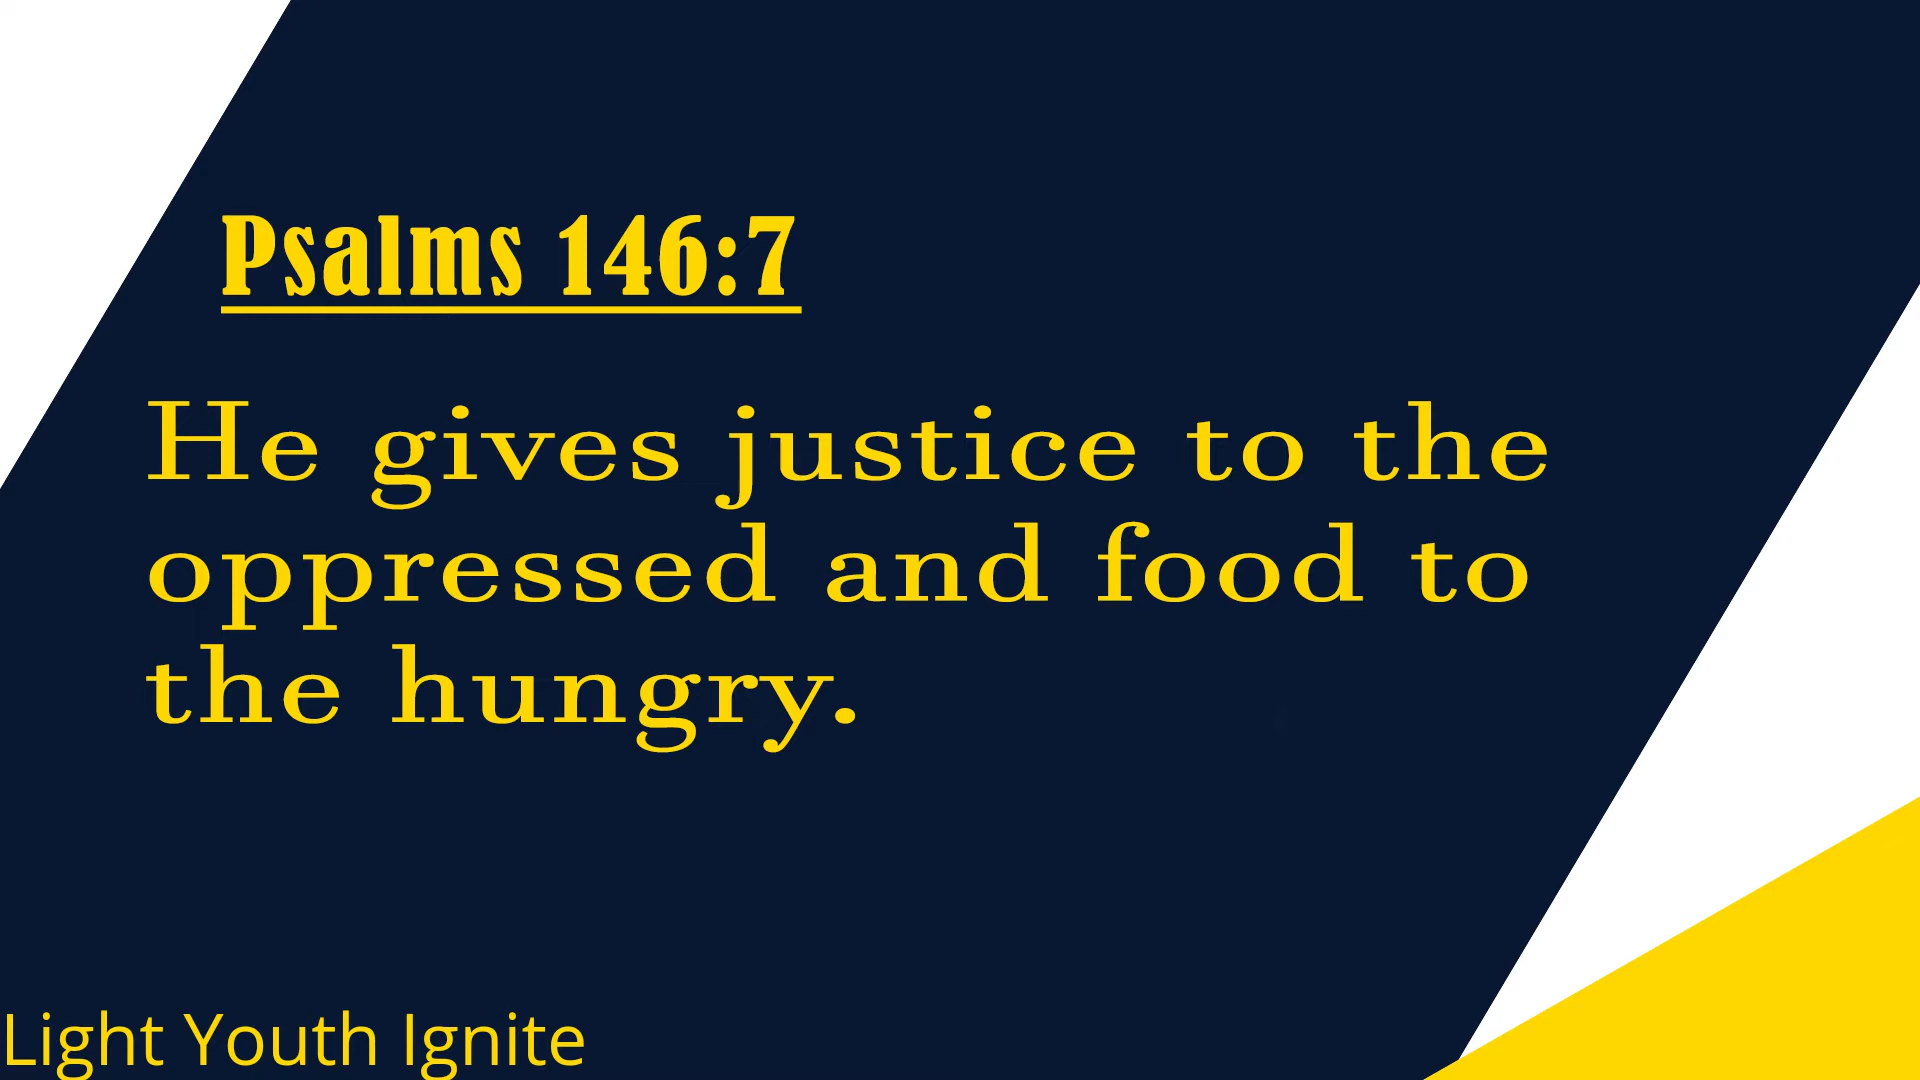 Psalms 146:7
He gives justice to the
oppressed and food to
the hungry.
Light Youth Ignite